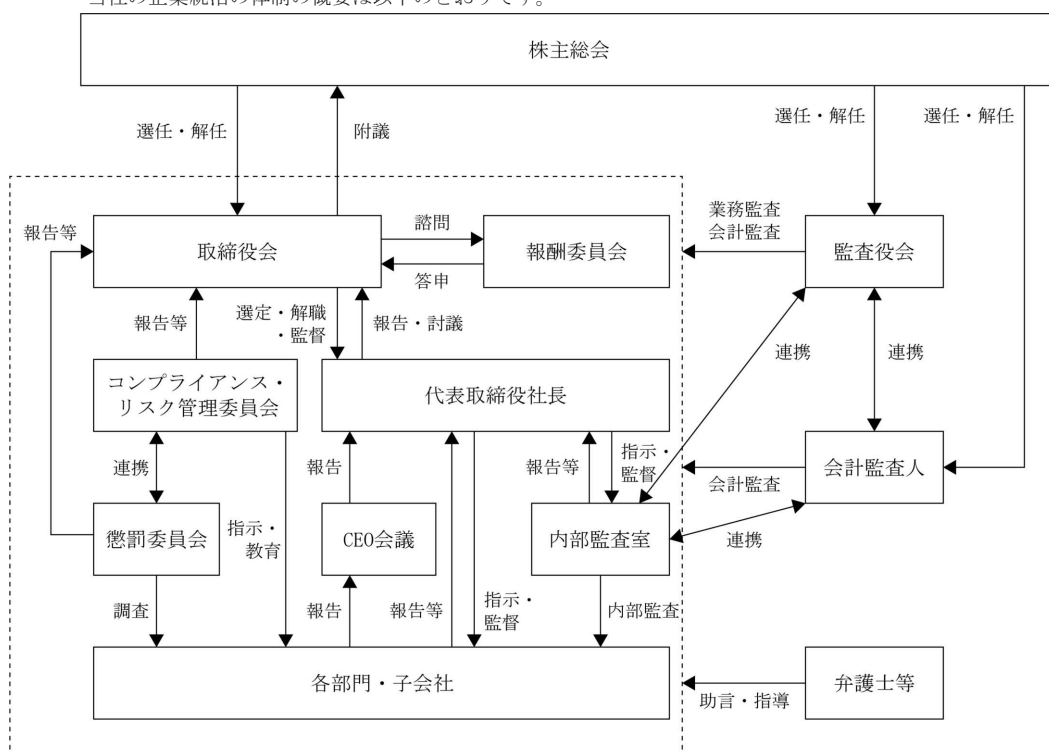 当社の企業統治の体制の概要は以下のとおりです。
株主総会
選任・解任
附議
選任・解任
選任・解任
報告等
取締役会
諮問
答申
報酬委員会
業務監査
会計監査
監査役会
報告等
選定・解職
・監督
報告・討議
連携
連携
コンプライアンス・
リスク管理委員会
代表取締役社長
連携
報告
報告等
指示・
監督
会計監査
会計監査人
懲罰委員会
指示・
教育
CEO会議
内部監査室
連携
調査
報告
報告等
指示・
監督
内部監査
各部門・子会社
助言・指導
弁護士等